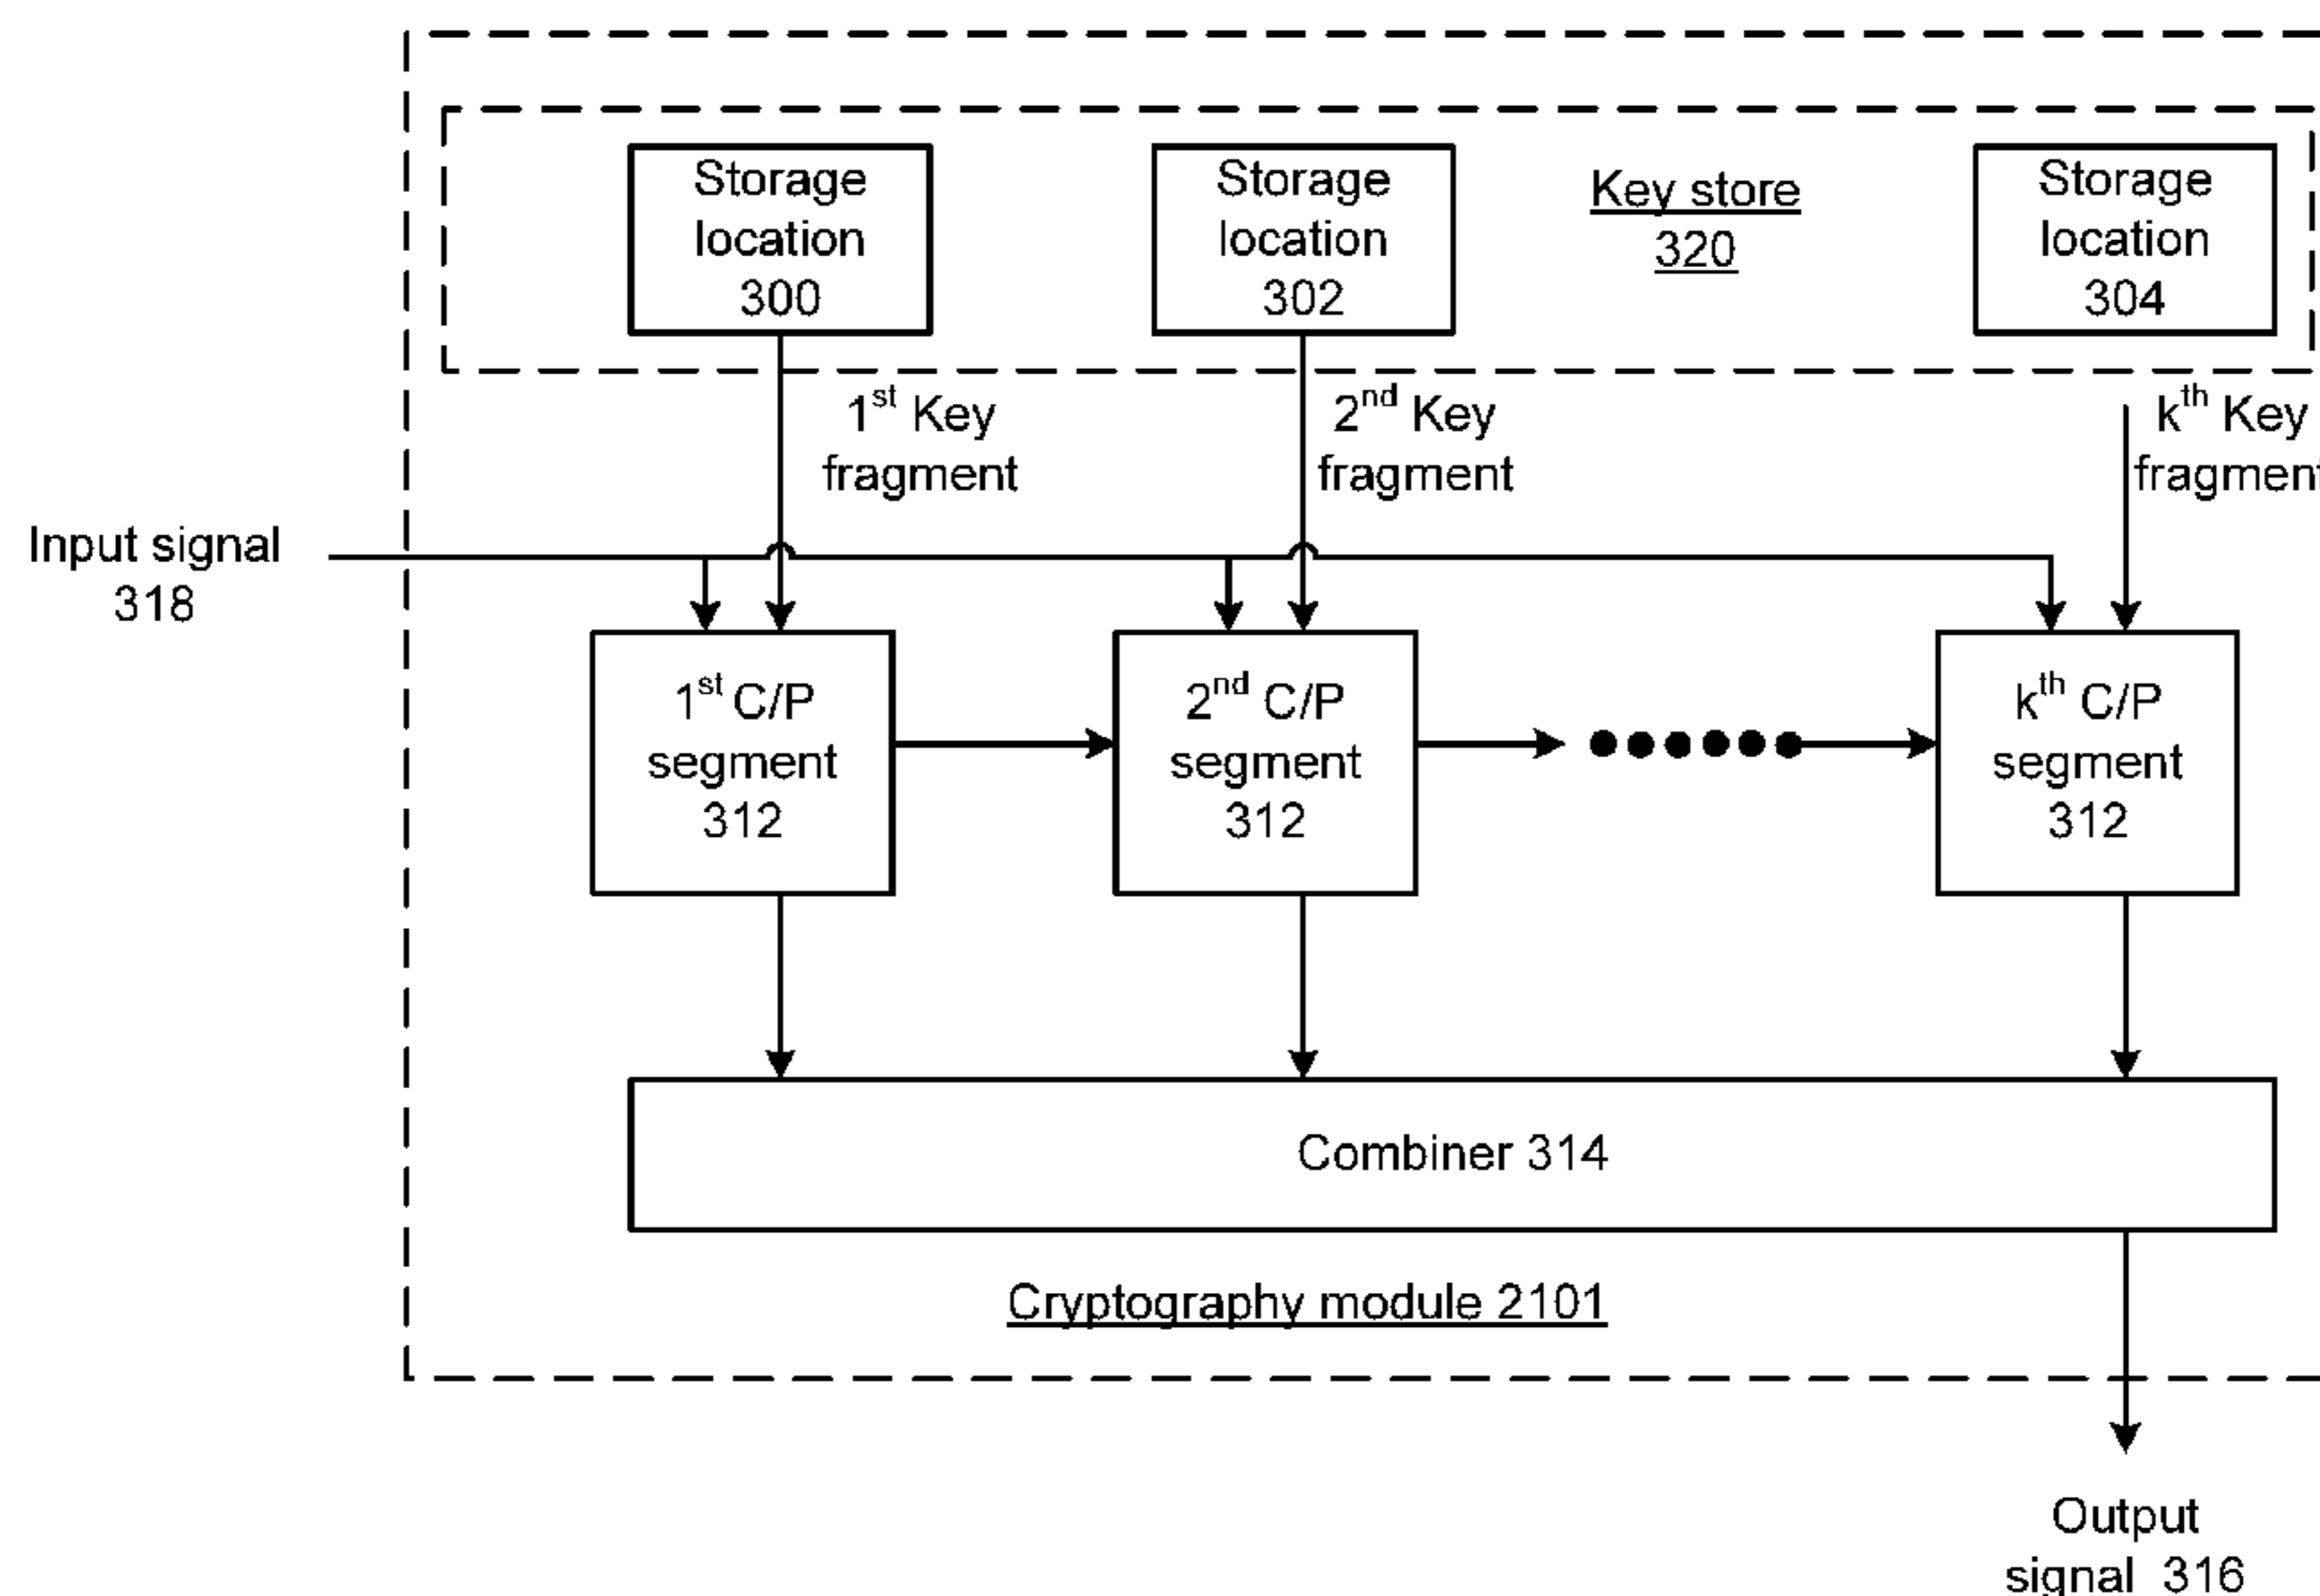 Storage
location
300
Storage
location
302
Key store
320
Storage
location
304
1st Key
fragment
2nd Key
fragment
kth Key
fragment
Input signal
318
1st C/P
segment
312
2nd C/P
segment
312
kth C/P
segment
312
Combiner 314
Cryptography module 2101
Output
signal 316